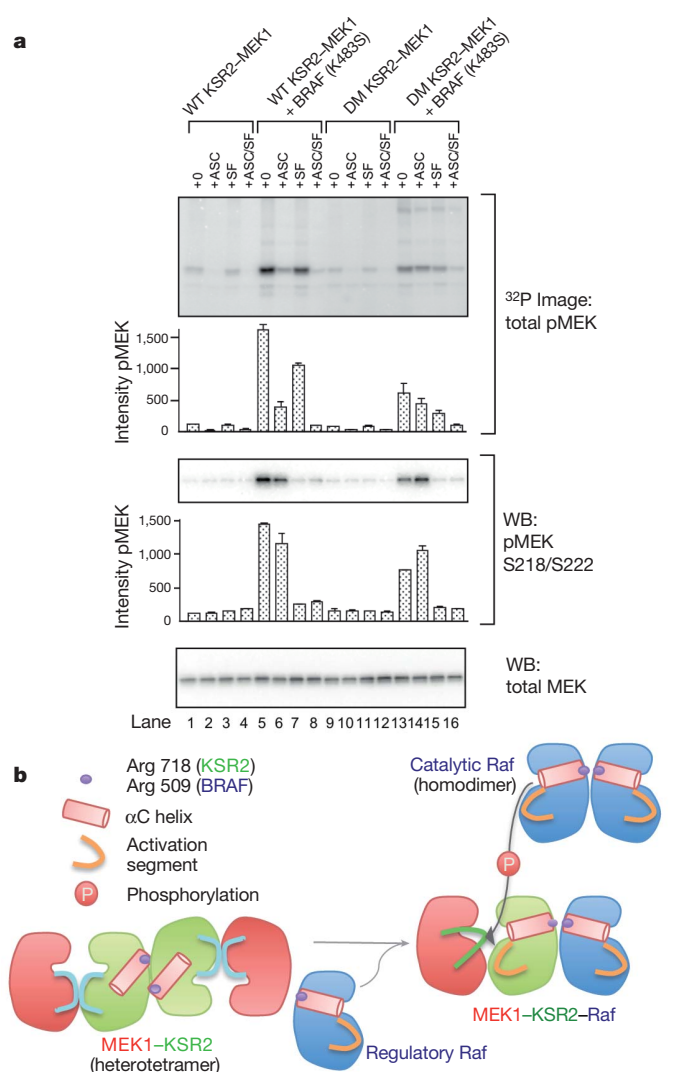 a
WT KSR2–MEK1
WT KSR2–MEK1
+ BRAF (K483S)
DM KSR2–MEK1
DM KSR2–MEK1
+ BRAF (K483S)
+0 +ASC +SF +ASC/SF +0 +ASC +SF +ASC/SF +0 +ASC +SF +ASC/SF +0 +ASC +SF +ASC/SF
32P Image:
total pMEK
Intensity pMEK
1,500
1,000
500
0
WB:
pMEK
S218/S222
Intensity pMEK
1,500
1,000
500
0
WB:
total MEK
Lane 1 2 3 4 5 6 7 8 9 10 11 12 13 14 15 16
b
Arg 718 (KSR2)
Arg 509 (BRAF)
αC helix
Activation
segment
P Phosphorylation
Catalytic Raf
(homodimer)
P
MEK1–KSR2
(heterotetramer)
Regulatory Raf
MEK1–KSR2–Raf